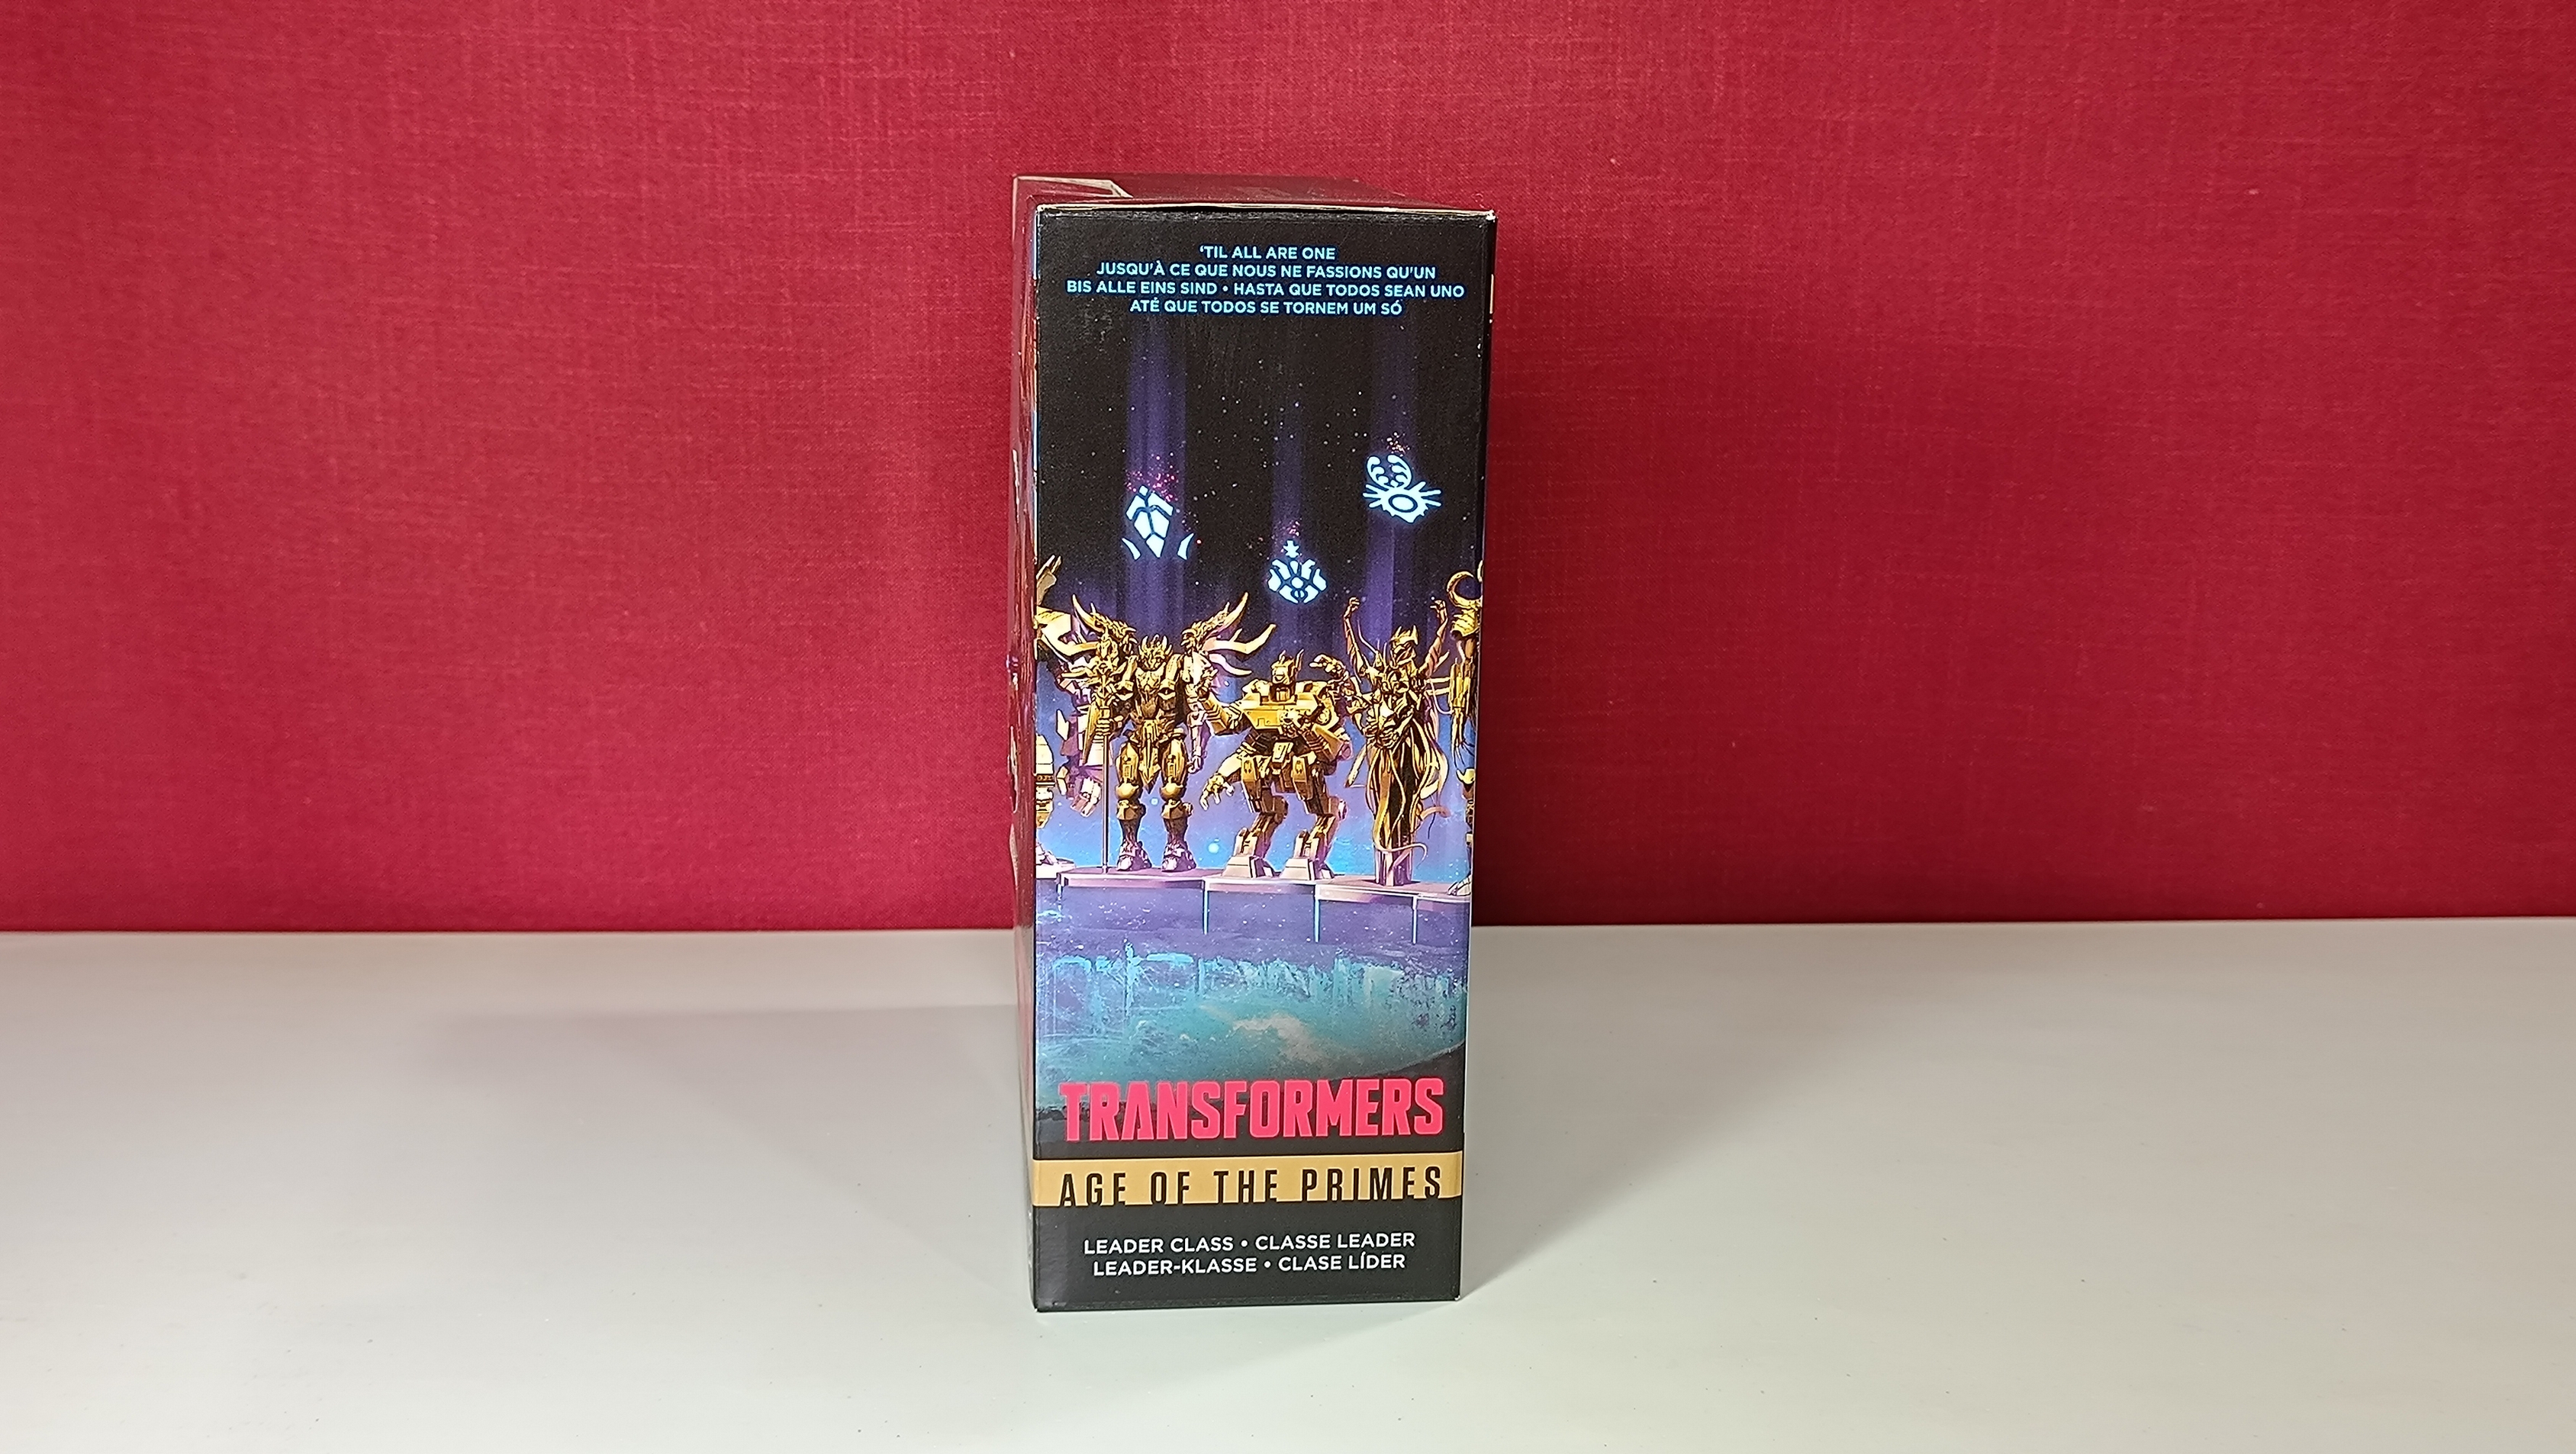 ‘TIL ALL ARE ONE
JUSQU'À CE QUE NOUS NE FASSIONS QU'UN
BIS ALLE EINS SIND • HASTA QUE TODOS SEAN UNO
ATÉ QUE TODOS SE TORNEM UM SÓ
TRANSFORMERS
AGE OF THE PRIMES
LEADER CLASS • CLASSE LEADER
LEADER-KLASSE • CLASE LÍDER